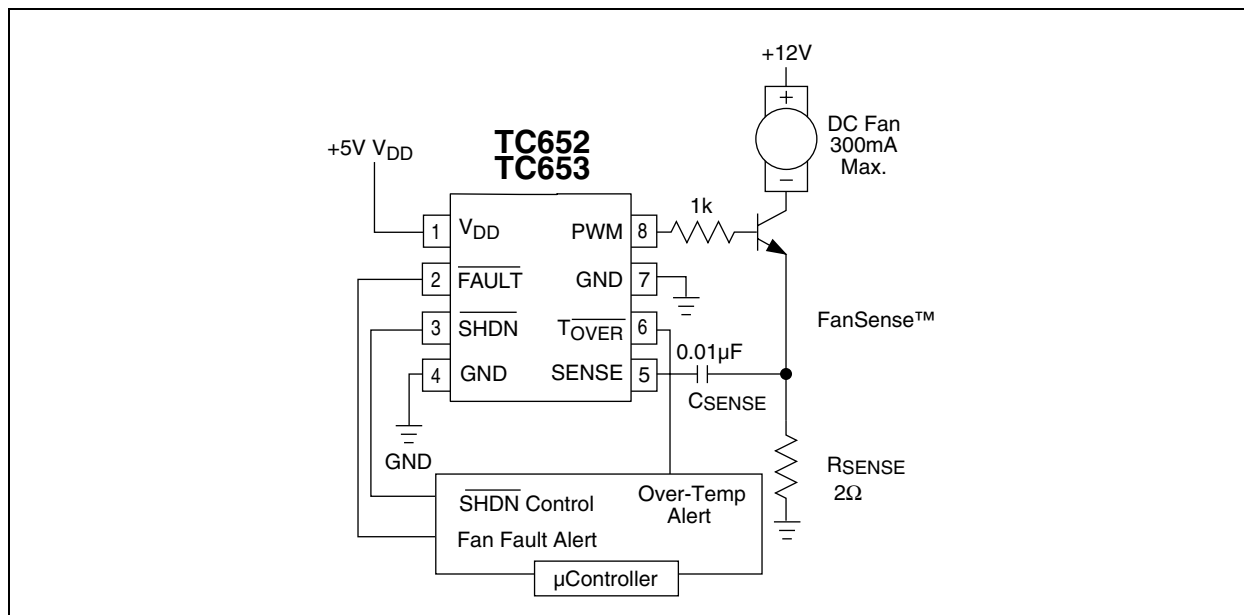 +12V
+
DC Fan
300mA
Max.
–
TC652
TC653
+5V VDD
1k
1
VDD
PWM
8
2
FAULT
GND
7
3
SHDN
TOVER
6
4
GND
SENSE
5
FanSense™
0.01µF
CSENSE
GND
RSENSE
2Ω
SHDN Control
Over-Temp
Alert
Fan Fault Alert
µController